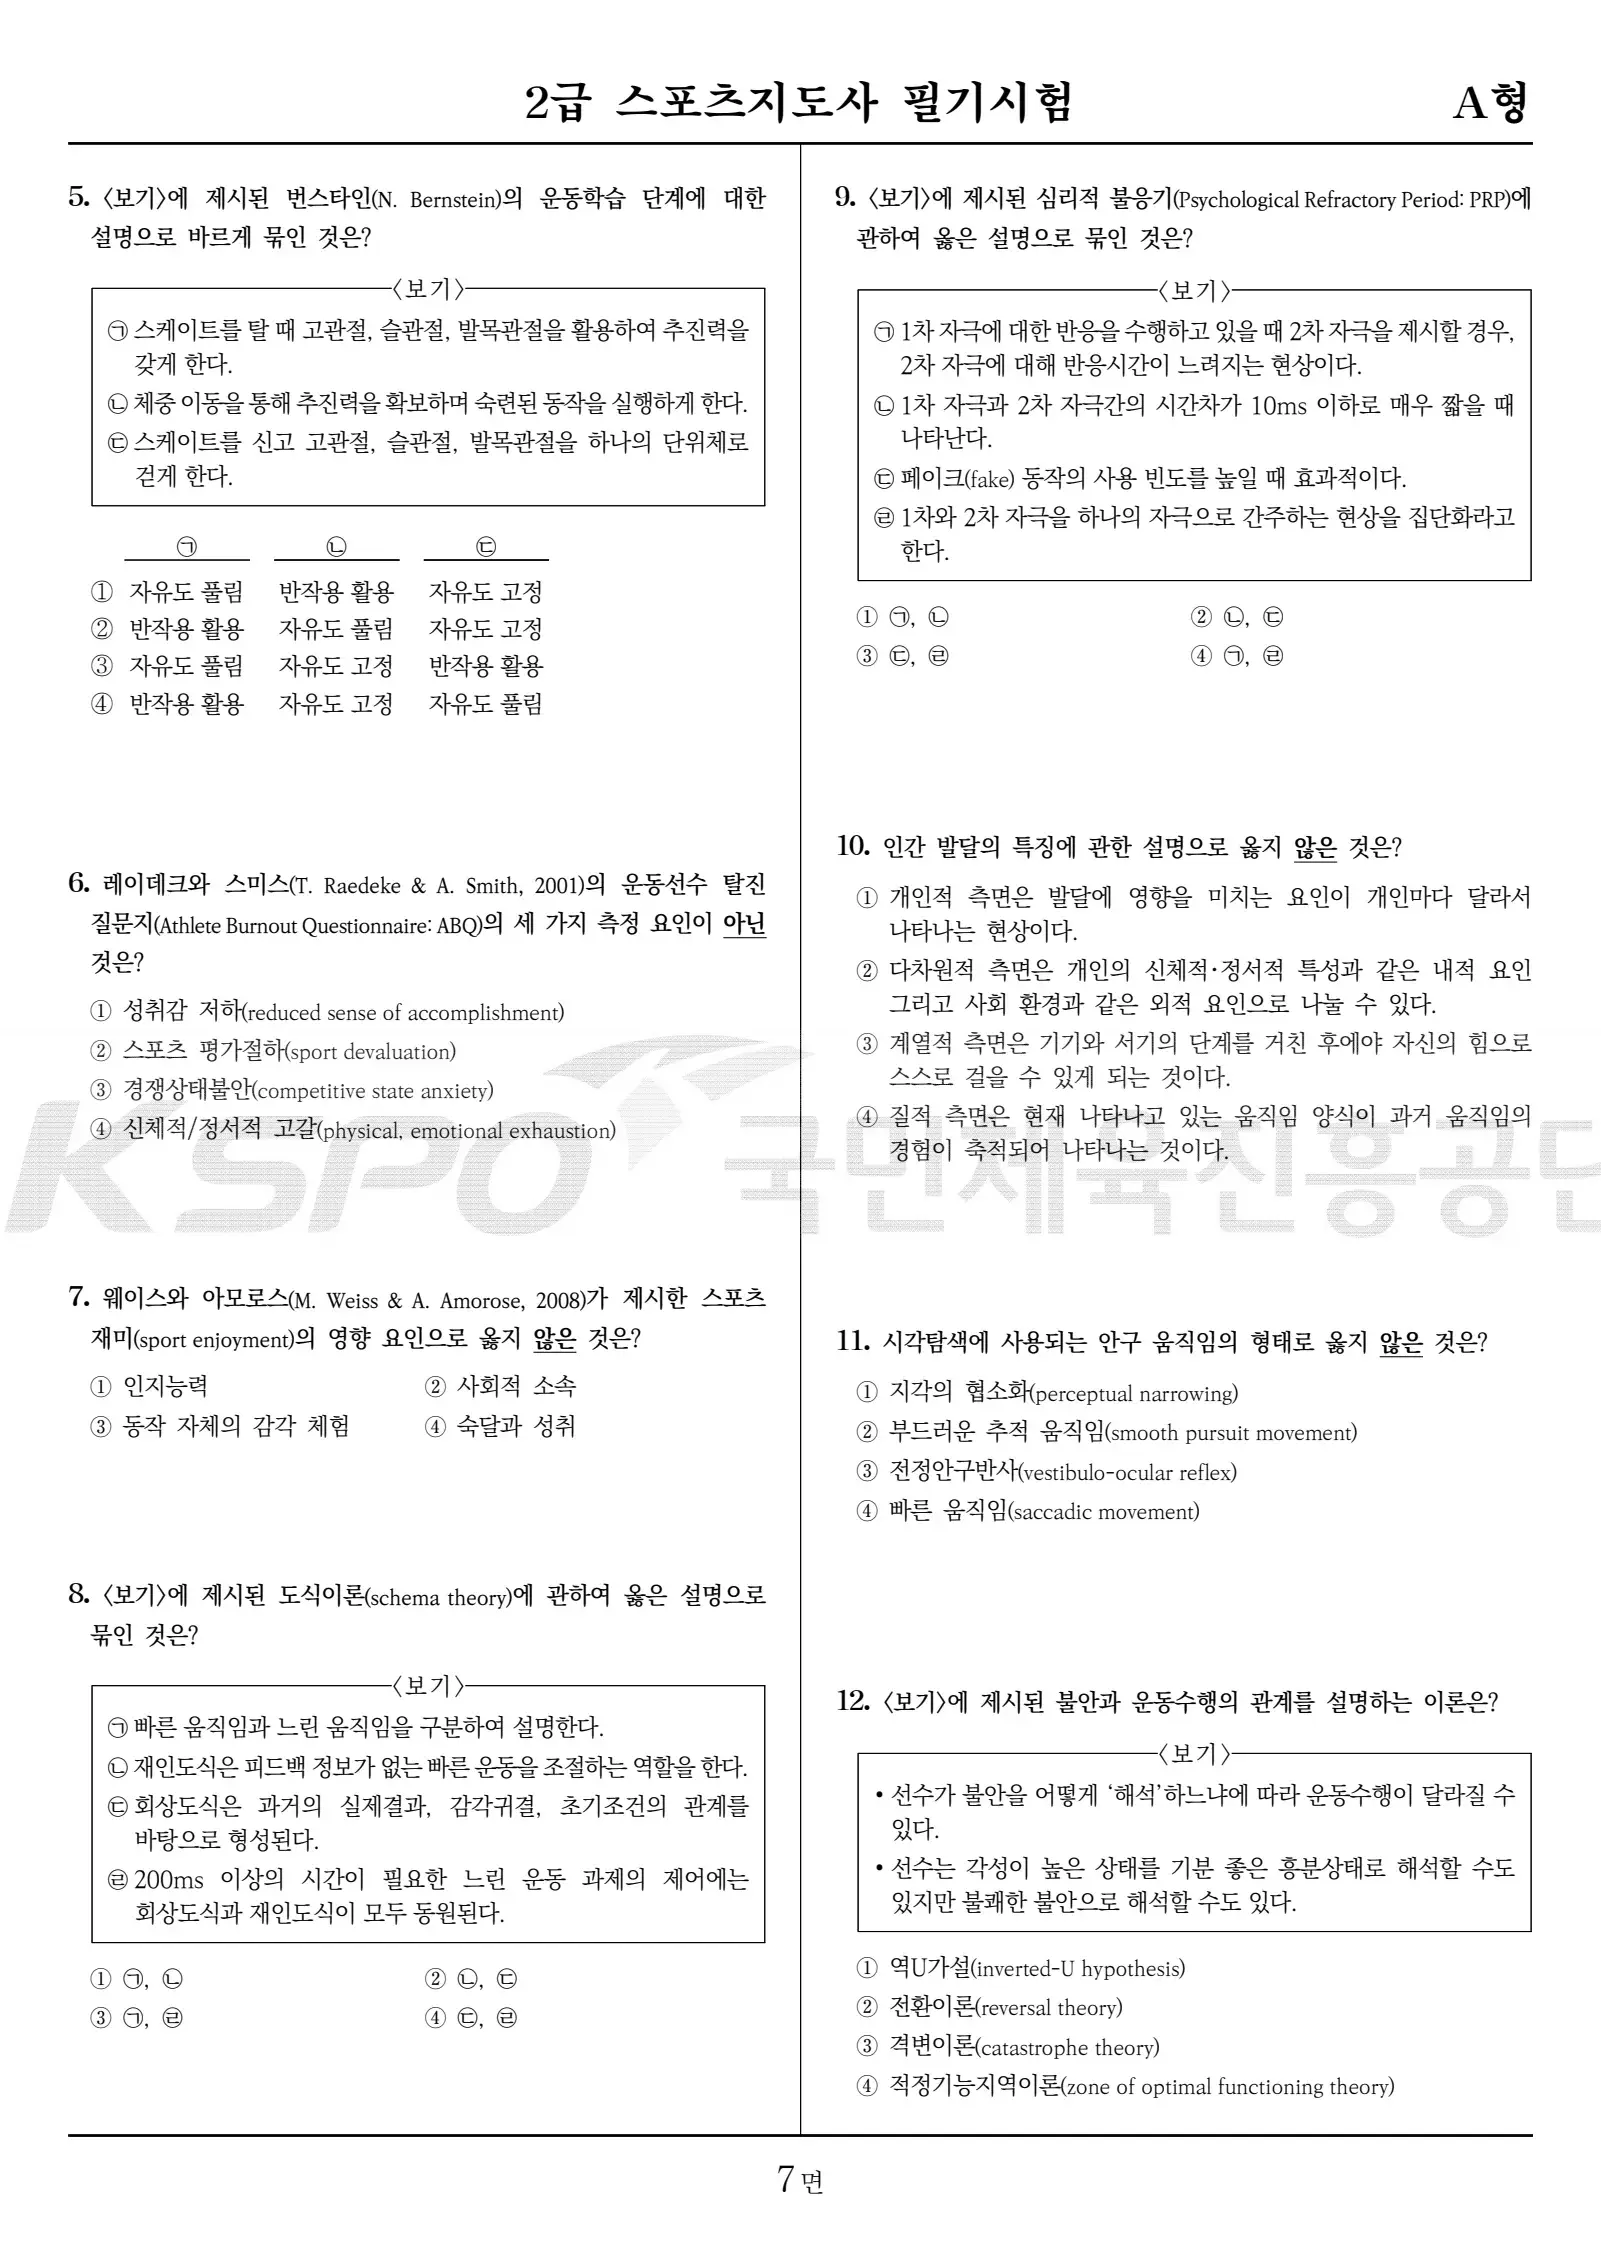 2급 스포츠지도사 필기시험
A형
5. 〈보기〉에 제시된 번스타인(N. Bernstein)의 운동학습 단계에 대한
설명으로 바르게 묶인 것은?
〈보기〉
㉠ 스케이트를 탈 때 고관절, 슬관절, 발목관절을 활용하여 추진력을
갖게 한다.
㉡ 체중 이동을 통해 추진력을 확보하며 숙련된 동작을 실행하게 한다.
㉢ 스케이트를 신고 고관절, 슬관절, 발목관절을 하나의 단위체로
걷게 한다.
㉠ ㉡ ㉢
① 자유도 풀림 반작용 활용 자유도 고정
② 반작용 활용 자유도 풀림 자유도 고정
③ 자유도 풀림 자유도 고정 반작용 활용
④ 반작용 활용 자유도 고정 자유도 풀림
6. 레이데크와 스미스(T. Raedeke & A. Smith, 2001)의 운동선수 탈진
질문지(Athlete Burnout Questionnaire: ABQ)의 세 가지 측정 요인이 아닌
것은?
① 성취감 저하(reduced sense of accomplishment)
② 스포츠 평가절하(sport devaluation)
③ 경쟁상태불안(competitive state anxiety)
④ 신체적/정서적 고갈(physical, emotional exhaustion)
7. 웨이스와 아모로스(M. Weiss & A. Amorose, 2008)가 제시한 스포츠
재미(sport enjoyment)의 영향 요인으로 옳지 않은 것은?
① 인지능력 ② 사회적 소속
③ 동작 자체의 감각 체험 ④ 숙달과 성취
8. 〈보기〉에 제시된 도식이론(schema theory)에 관하여 옳은 설명으로
묶인 것은?
〈보기〉
㉠ 빠른 움직임과 느린 움직임을 구분하여 설명한다.
㉡ 재인도식은 피드백 정보가 없는 빠른 운동을 조절하는 역할을 한다.
㉢ 회상도식은 과거의 실제결과, 감각귀결, 초기조건의 관계를
바탕으로 형성된다.
㉣ 200ms 이상의 시간이 필요한 느린 운동 과제의 제어에는
회상도식과 재인도식이 모두 동원된다.
① ㉠, ㉡ ② ㉡, ㉢
③ ㉠, ㉣ ④ ㉢, ㉣
9. 〈보기〉에 제시된 심리적 불응기(Psychological Refractory Period: PRP)에
관하여 옳은 설명으로 묶인 것은?
〈보기〉
㉠ 1차 자극에 대한 반응을 수행하고 있을 때 2차 자극을 제시할 경우,
2차 자극에 대해 반응시간이 느려지는 현상이다.
㉡ 1차 자극과 2차 자극간의 시간차가 10ms 이하로 매우 짧을 때
나타난다.
㉢ 페이크(fake) 동작의 사용 빈도를 높일 때 효과적이다.
㉣ 1차와 2차 자극을 하나의 자극으로 간주하는 현상을 집단화라고
한다.
① ㉠, ㉡ ② ㉡, ㉢
③ ㉢, ㉣ ④ ㉠, ㉣
10. 인간 발달의 특징에 관한 설명으로 옳지 않은 것은?
① 개인적 측면은 발달에 영향을 미치는 요인이 개인마다 달라서
나타나는 현상이다.
② 다차원적 측면은 개인의 신체적·정서적 특성과 같은 내적 요인
그리고 사회 환경과 같은 외적 요인으로 나눌 수 있다.
③ 계열적 측면은 기기와 서기의 단계를 거친 후에야 자신의 힘으로
스스로 걸을 수 있게 되는 것이다.
④ 질적 측면은 현재 나타나고 있는 움직임 양식이 과거 움직임의
경험이 축적되어 나타나는 것이다.
KSPO 국민체육진흥공단
11. 시각탐색에 사용되는 안구 움직임의 형태로 옳지 않은 것은?
① 지각의 협소화(perceptual narrowing)
② 부드러운 추적 움직임(smooth pursuit movement)
③ 전정안구반사(vestibulo-ocular reflex)
④ 빠른 움직임(saccadic movement)
12. 〈보기〉에 제시된 불안과 운동수행의 관계를 설명하는 이론은?
〈보기〉
• 선수가 불안을 어떻게 ‘해석’하느냐에 따라 운동수행이 달라질 수
있다.
• 선수는 각성이 높은 상태를 기분 좋은 흥분상태로 해석할 수도
있지만 불쾌한 불안으로 해석할 수도 있다.
① 역U가설(inverted-U hypothesis)
② 전환이론(reversal theory)
③ 격변이론(catastrophe theory)
④ 적정기능지역이론(zone of optimal functioning theory)
7 면